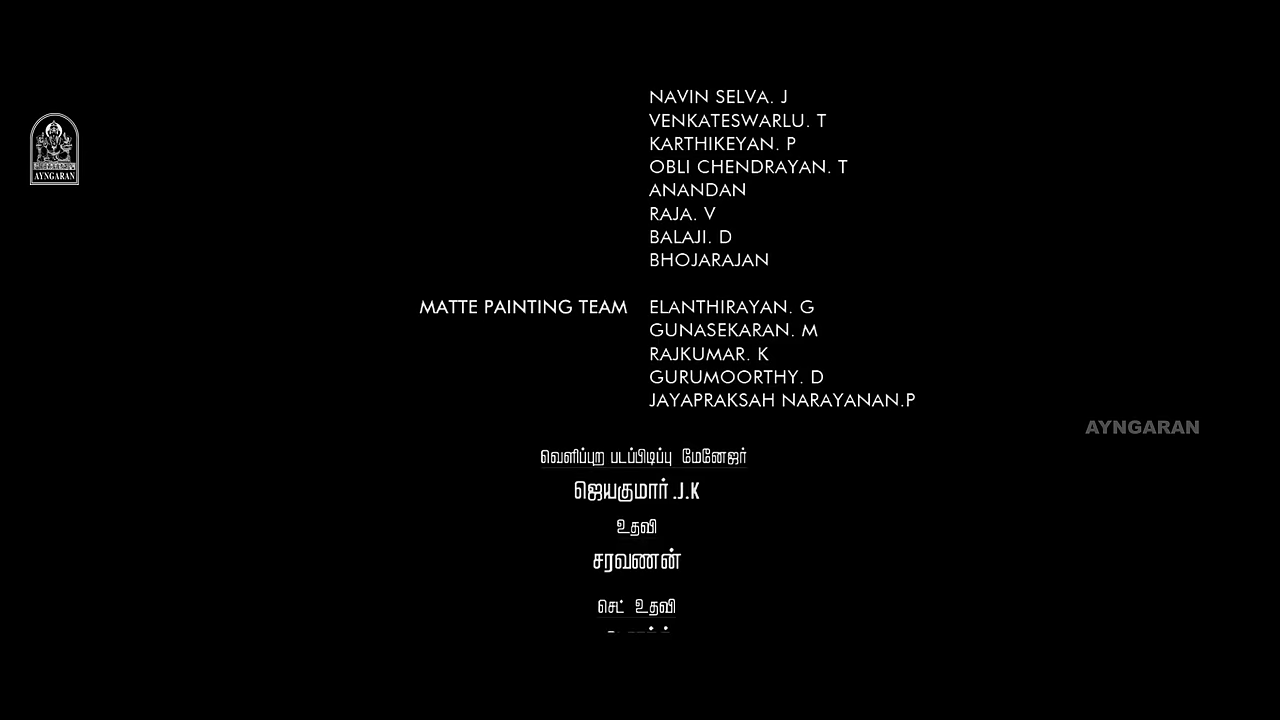 NAVIN SELVA. J
VENKATESWARLU. T
KARTHIKEYAN. P
OBLI CHENDRAYAN. T
ANANDAN
RAJA. V
BALAJI. D
BHOJARAJAN
AYNGARAN
MATTE PAINTING TEAM ELANTHIRAYAN. G
GUNASEKARAN. M
RAJKUMAR. K
GURUMOORTHY. D
JAYAPRAKSAH NARAYANAN.P
AYNGARAN
வெளிப்புற படப்பிடிப்பு மேனேஜர்
ஜெயகுமார் .J.K
உதவி
சரவணன்
செட் உதவி